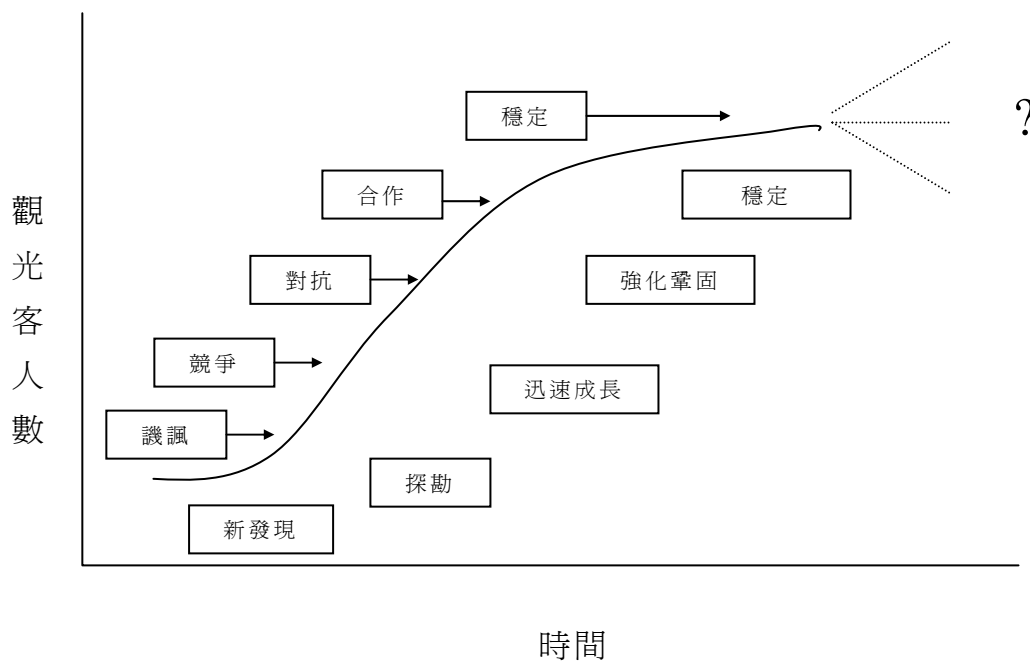 穩定
?
合作
穩定
對抗
強化鞏固
競爭
迅速成長
譏諷
探勘
新發現
觀光客人數
時間